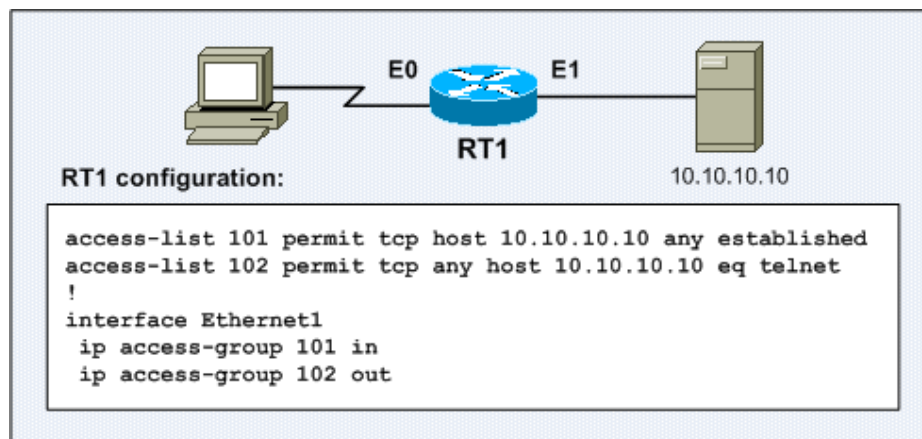 E0 E1
RT1
RT1 configuration:
10.10.10.10
access-list 101 permit tcp host 10.10.10.10 any established
access-list 102 permit tcp any host 10.10.10.10 eq telnet
!
interface Ethernet1
ip access-group 101 in
ip access-group 102 out